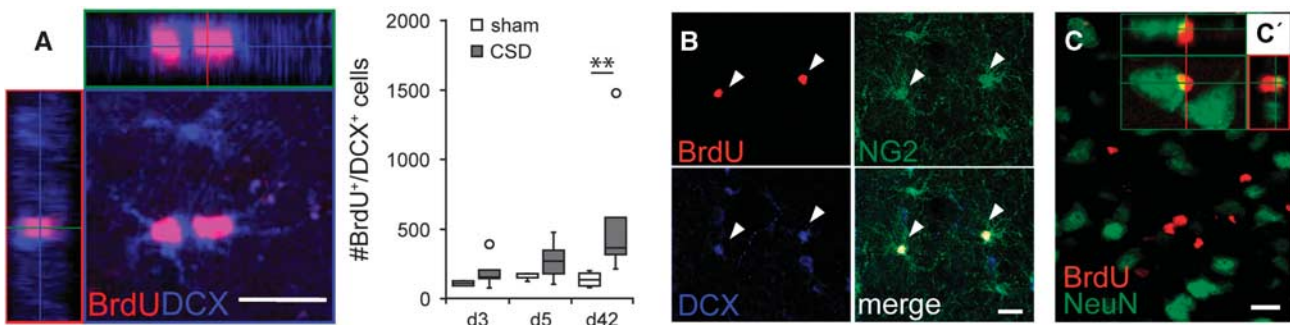 A
BrdUDCX
#BrdU⁺/DCX⁺ cells
2000
1500
1000
500
0
sham
CSD
**
d3 d5 d42
B
BrdU
NG2
DCX
merge
C
C´
BrdU
NeuN